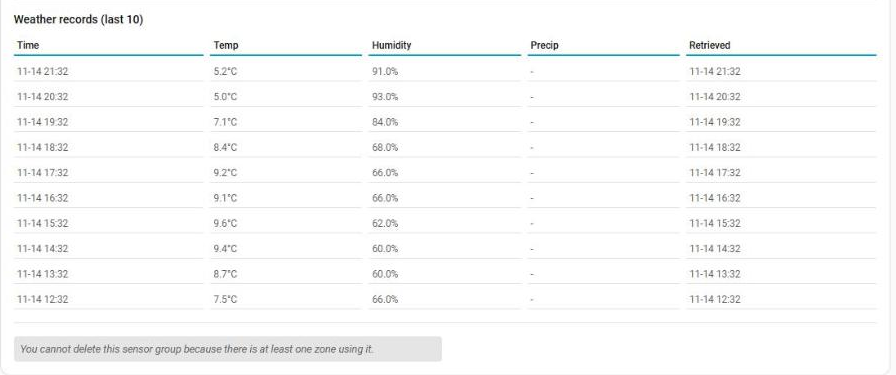 Weather records (last 10)
Time Temp Humidity Precip Retrieved
11-14 21:32 5.2°C 91.0% - 11-14 21:32
11-14 20:32 5.0°C 93.0% - 11-14 20:32
11-14 19:32 7.1°C 84.0% - 11-14 19:32
11-14 18:32 8.4°C 68.0% - 11-14 18:32
11-14 17:32 9.2°C 66.0% - 11-14 17:32
11-14 16:32 9.1°C 66.0% - 11-14 16:32
11-14 15:32 9.6°C 62.0% - 11-14 15:32
11-14 14:32 9.4°C 60.0% - 11-14 14:32
11-14 13:32 8.7°C 60.0% - 11-14 13:32
11-14 12:32 7.5°C 66.0% - 11-14 12:32
You cannot delete this sensor group because there is at least one zone using it.